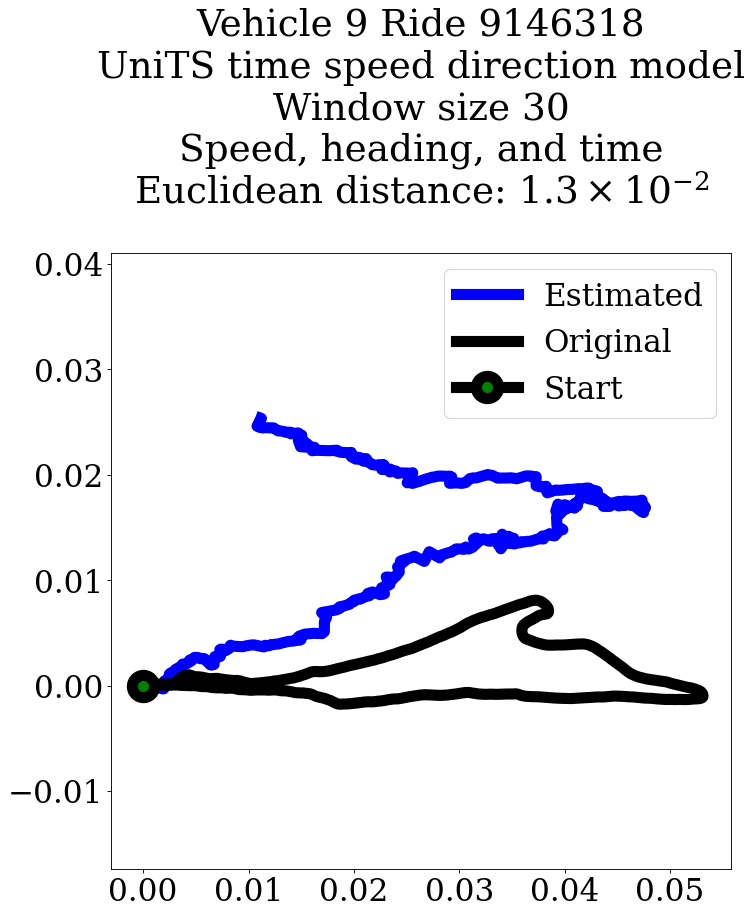 Vehicle 9 Ride 9146318
UniTS time speed direction model
Window size 30
Speed, heading, and time
Euclidean distance: 1.3 × 10⁻²
0.04
0.03
0.02
0.01
0.00
−0.01
Estimated
Original
Start
0.00 0.01 0.02 0.03 0.04 0.05